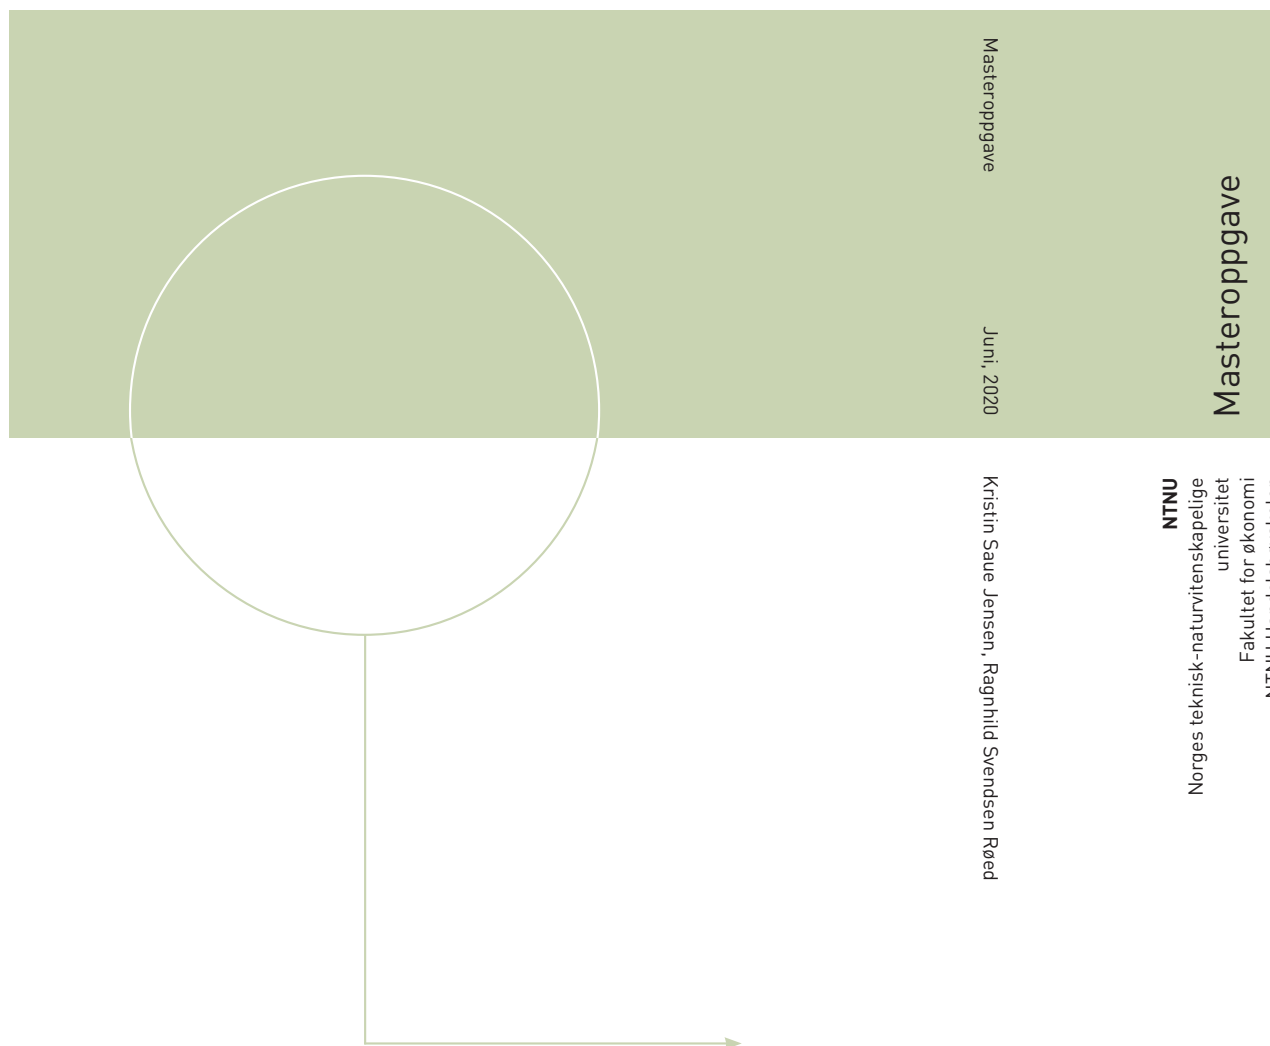 Masteroppgave
Juni, 2020
Kristin Saue Jensen, Ragnhild Svendsen Røed
Masteroppgave
NTNU
Norges teknisk-naturvitenskapelige
universitet
Fakultet for økonomi